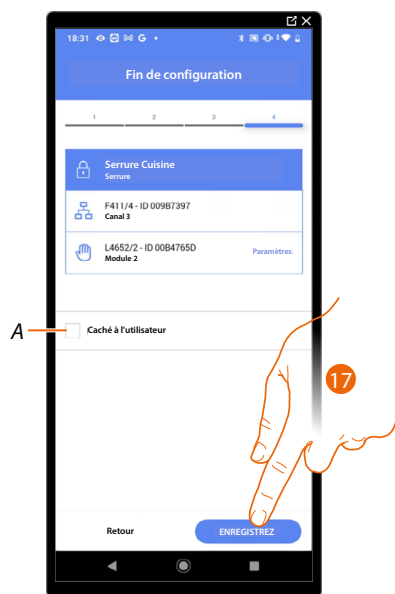 18:31 G
Fin de configuration
1 2 3 4
Serrure Cuisine
Serrure
F411/4 - ID 009B7397
Canal 3
L4652/2 - ID 00B4765D
Module 2
Paramètres
A
Caché à l'utilisateur
17
Retour
ENREGISTREZ